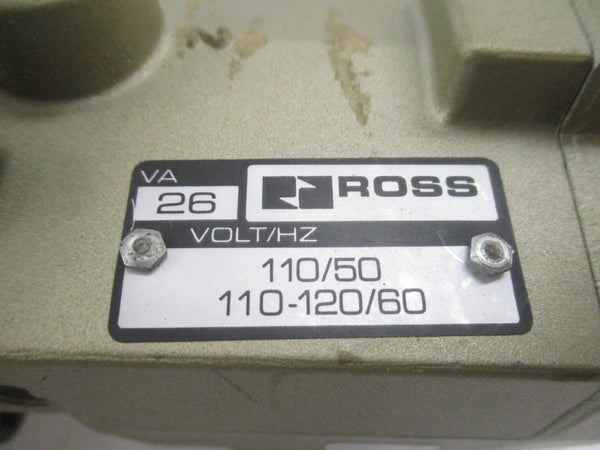 VA
26
ROSS
VOLT/HZ
110/50
110-120/60